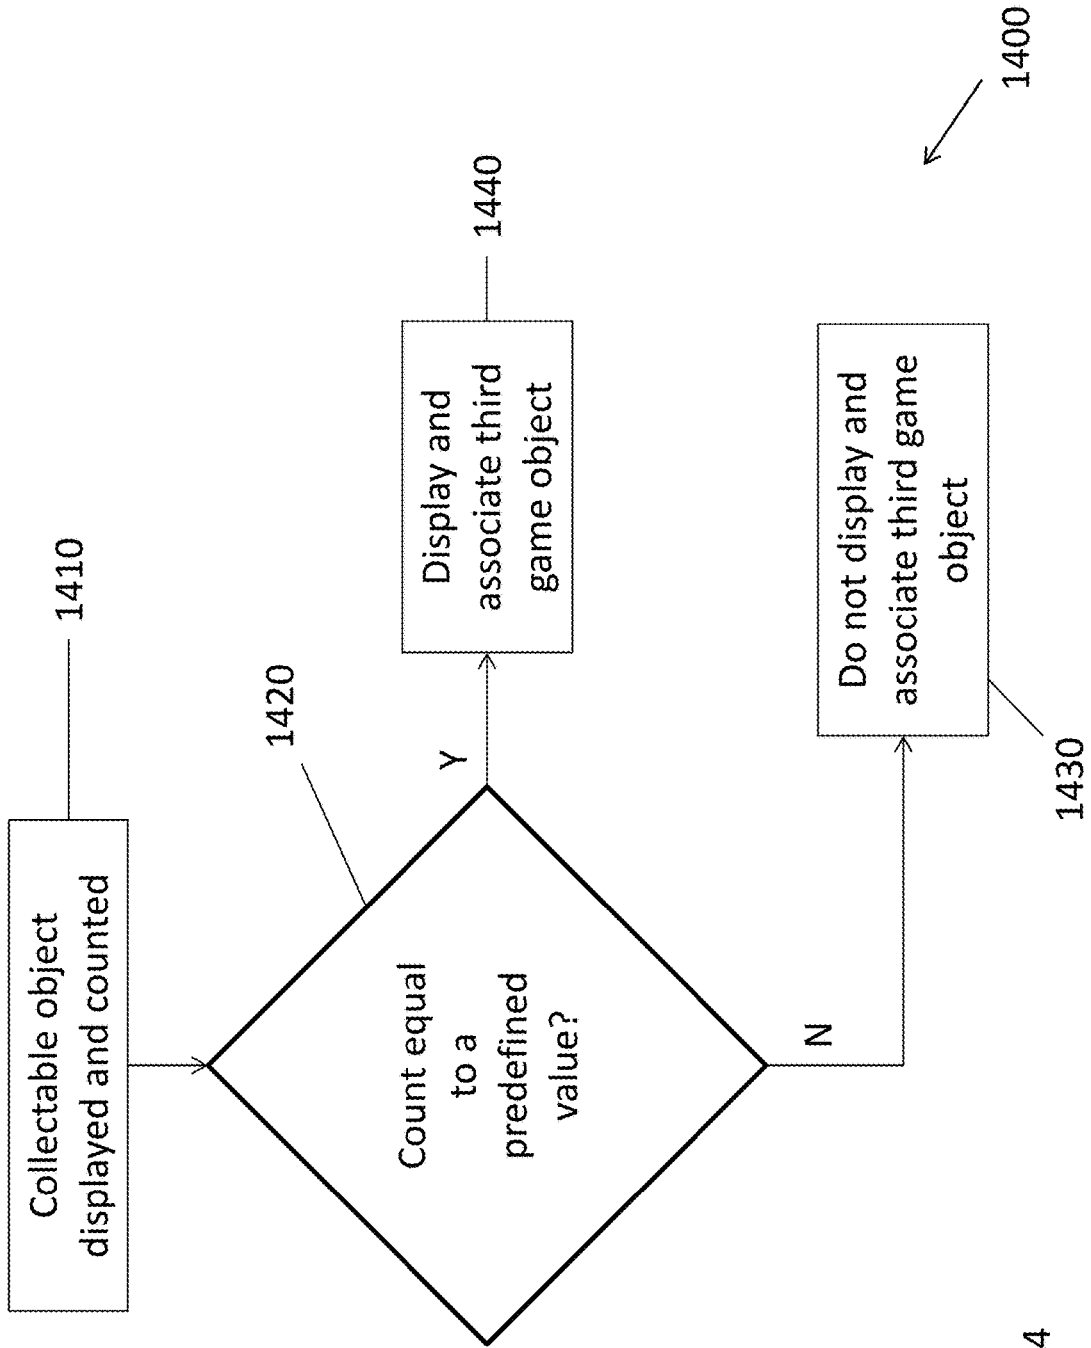 Collectable object
displayed and counted
1410
1420
Count equal
to a
predefined
value?
Y
Display and
associate third
game object
1440
N
Do not display and
associate third game
object
1430
1400
4